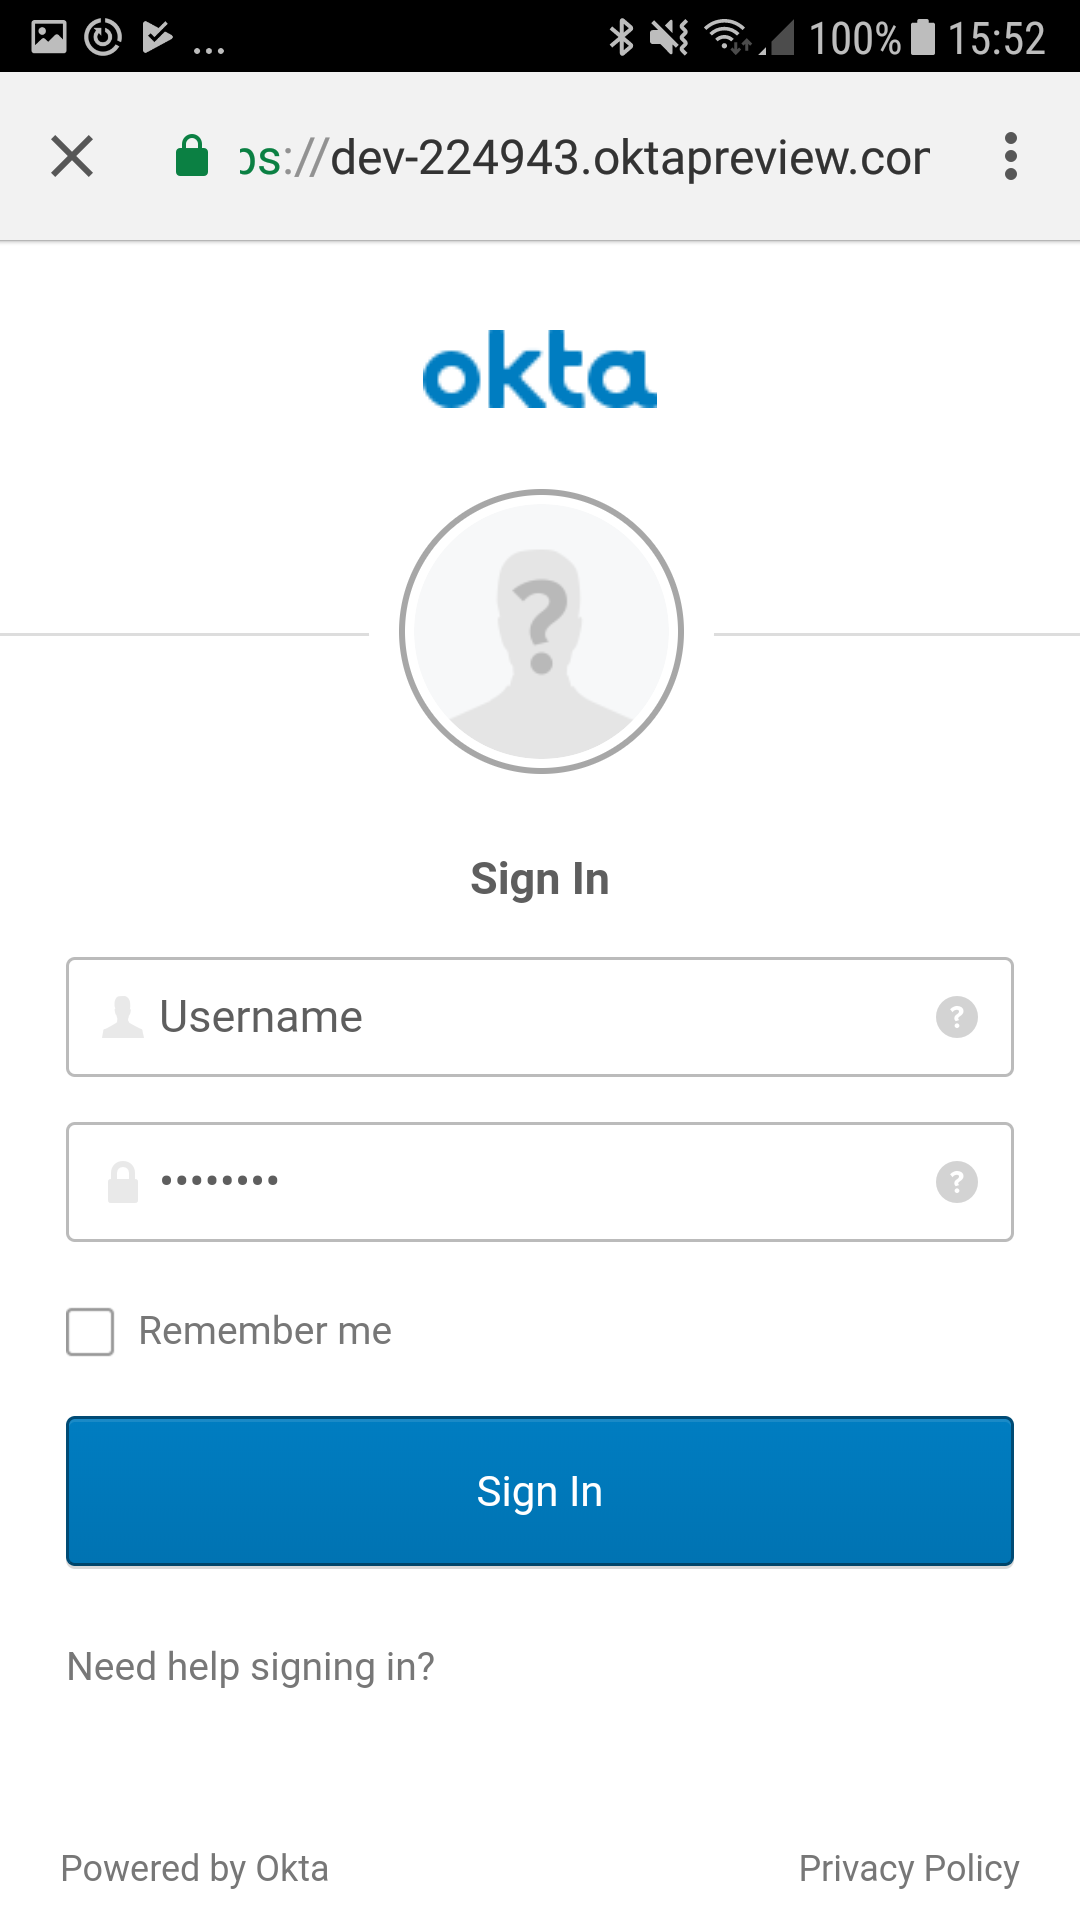 100% 15:52
ps://dev-224943.oktapreview.com
okta
?
Sign In
Username ?
•••••••• ?
Remember me
Sign In
Need help signing in?
Powered by Okta Privacy Policy